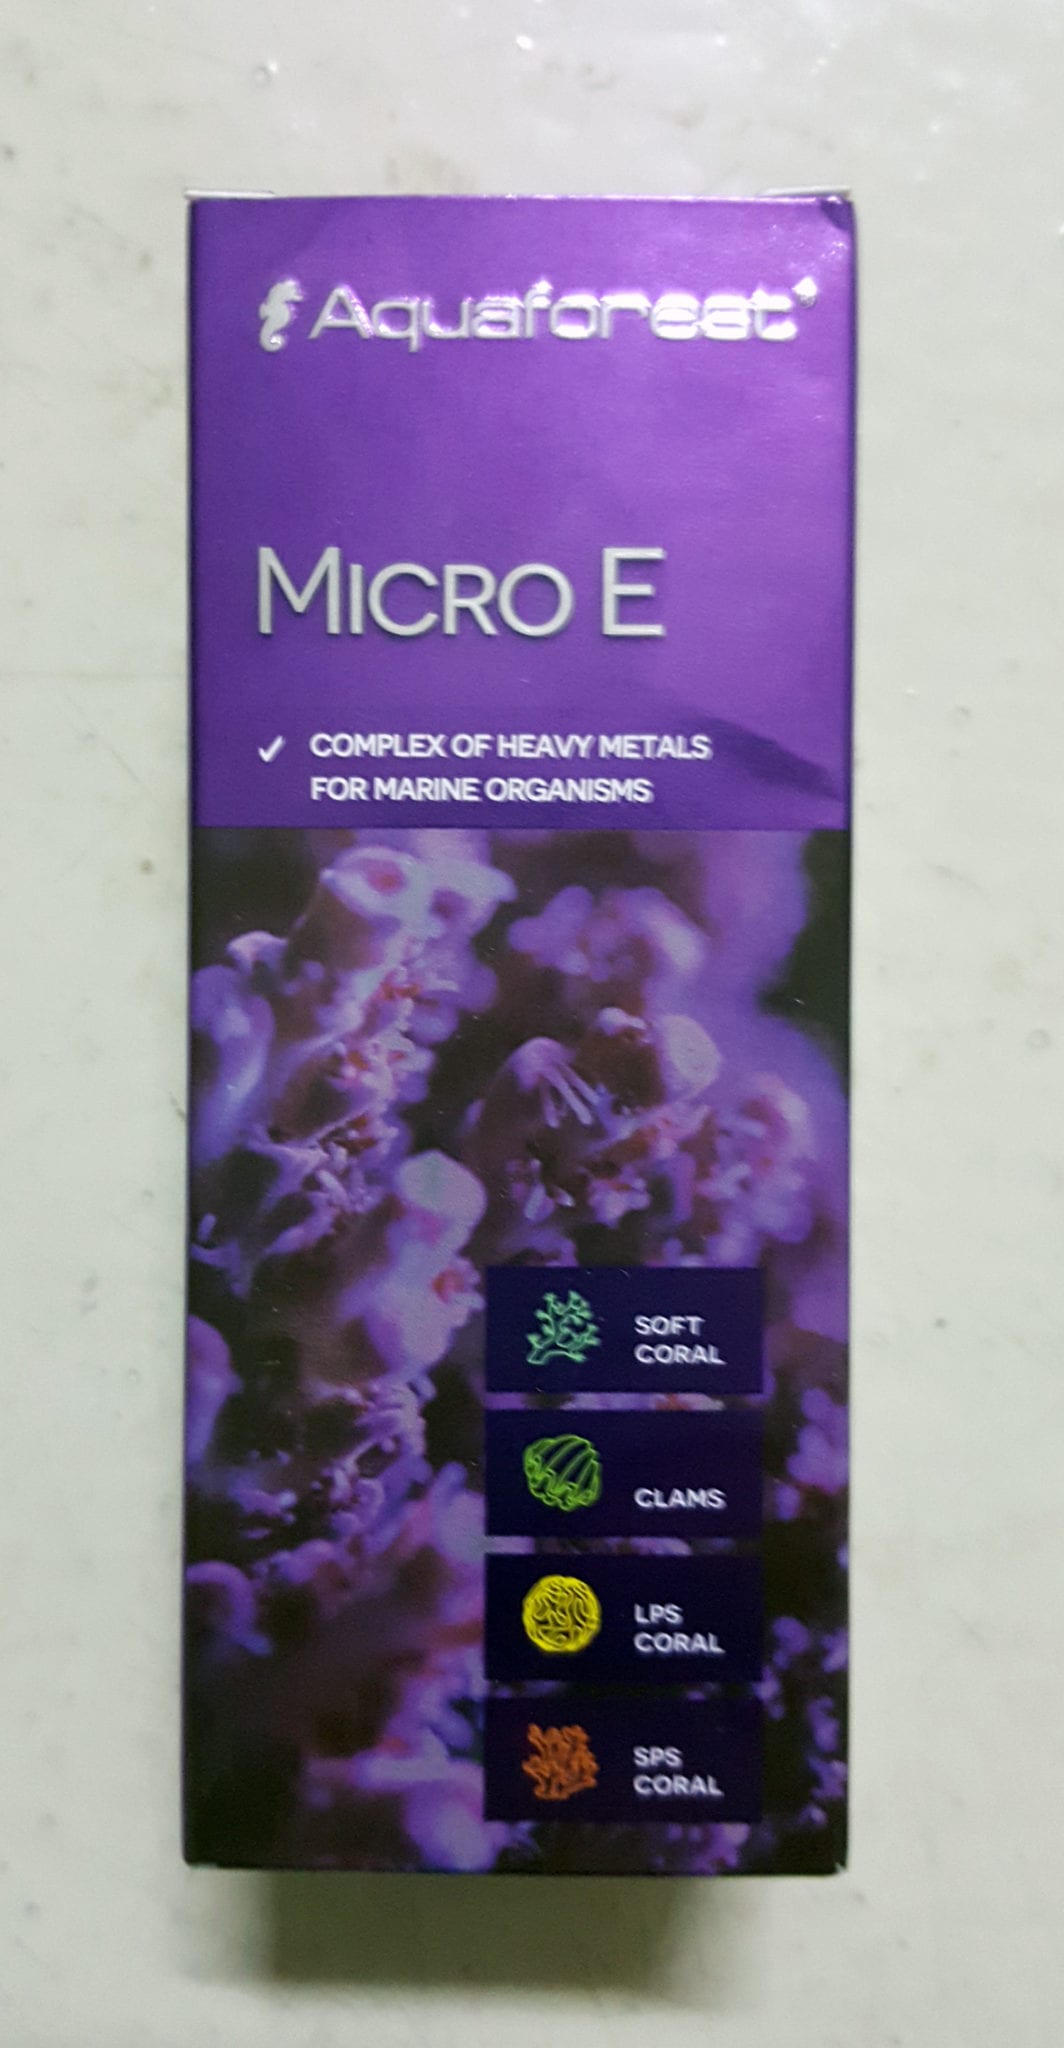 Aquaforest
MICRO E
✓ COMPLEX OF HEAVY METALS
FOR MARINE ORGANISMS
SOFT
CORAL
CLAMS
LPS
CORAL
SPS
CORAL